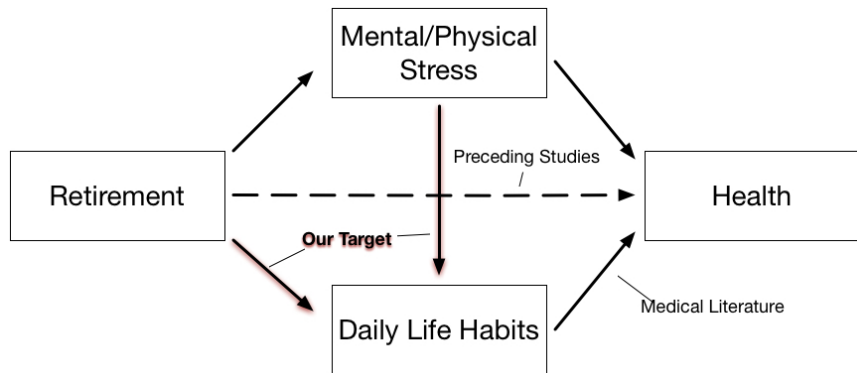 Mental/Physical
Stress
Preceding Studies
Retirement
Health
Our Target
Daily Life Habits
Medical Literature